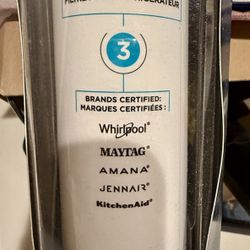 3
BRANDS CERTIFIED:
MARQUES CERTIFIÉES:
Whirlpool®
MAYTAG®
AMANA®
JENNAIR®
KitchenAid®